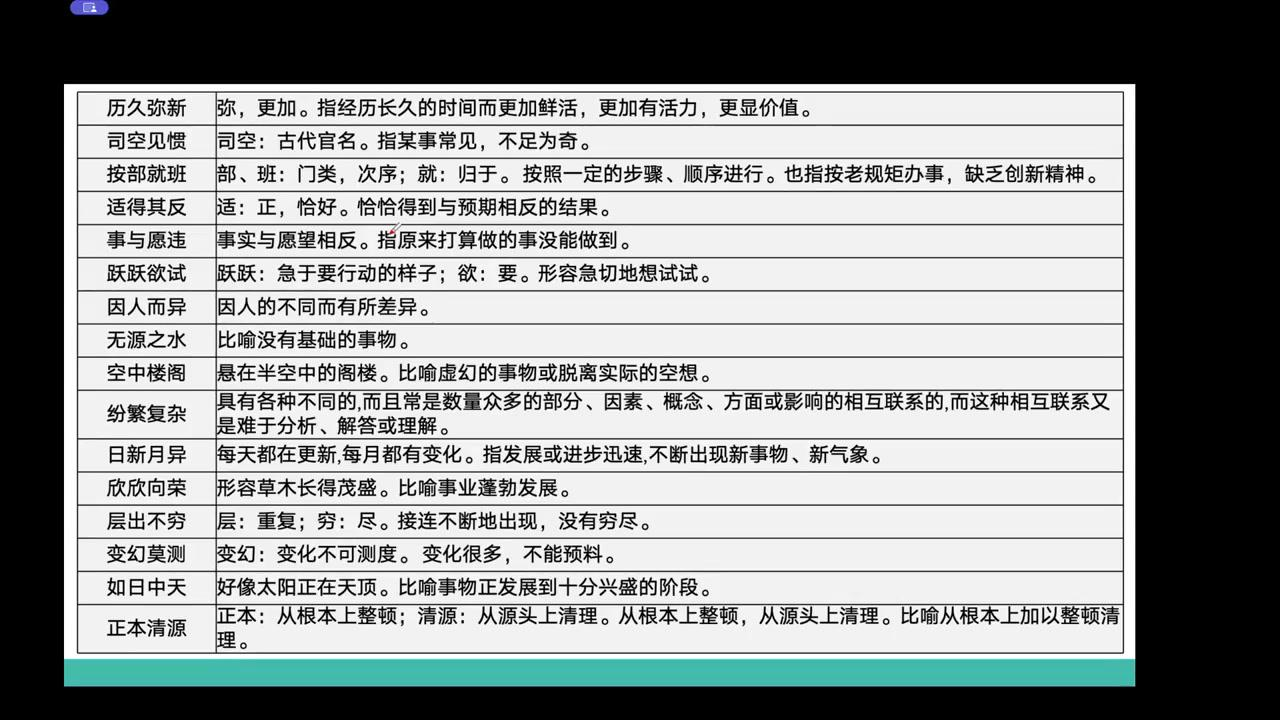 历久弥新 弥，更加。指经历长久的时间而更加鲜活，更加有活力，更显价值。
司空见惯 司空：古代官名。指某事常见，不足为奇。
按部就班 部、班：门类，次序；就：归于。按照一定的步骤、顺序进行。也指按老规矩办事，缺乏创新精神。
适得其反 适：正，恰好。恰恰得到与预期相反的结果。
事与愿违 事实与愿望相反。指原来打算做的事没能做到。
跃跃欲试 跃跃：急于要行动的样子；欲：要。形容急切地想试试。
因人而异 因人的不同而有所差异。
无源之水 比喻没有基础的事物。
空中楼阁 悬在半空中的阁楼。比喻虚幻的事物或脱离实际的空想。
纷繁复杂 具有各种不同的,而且常是数量众多的部分、因素、概念、方面或影响的相互联系的,而这种相互联系又
是难于分析、解答或理解。
日新月异 每天都在更新,每月都有变化。指发展或进步迅速,不断出现新事物、新气象。
欣欣向荣 形容草木长得茂盛。比喻事业蓬勃发展。
层出不穷 层：重复；穷：尽。接连不断地出现，没有穷尽。
变幻莫测 变幻：变化不可测度。变化很多，不能预料。
如日中天 好像太阳正在天顶。比喻事物正发展到十分兴盛的阶段。
正本清源 正本：从根本上整顿；清源：从源头上清理。从根本上整顿，从源头上清理。比喻从根本上加以整顿清
理。